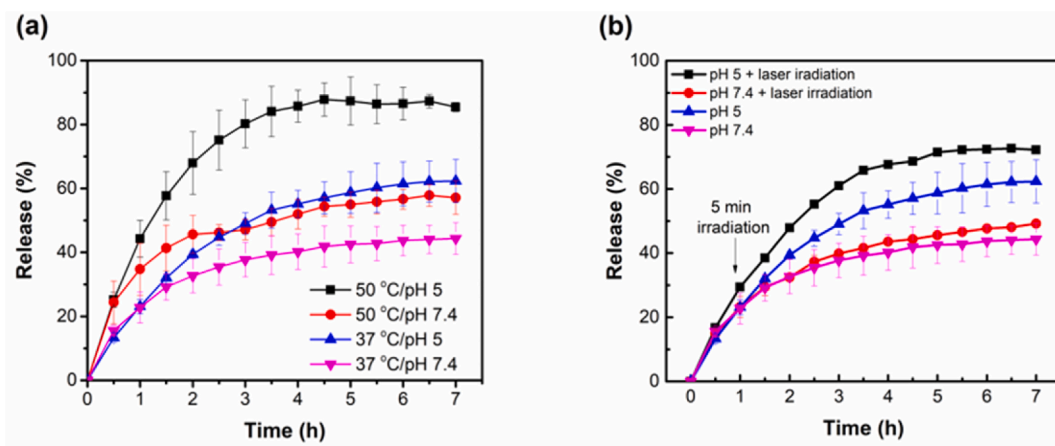 (a)
Release (%)
100
80
60
40
20
0
50 °C/pH 5
50 °C/pH 7.4
37 °C/pH 5
37 °C/pH 7.4
0 1 2 3 4 5 6 7
Time (h)
(b)
Release (%)
100
80
60
40
20
0
pH 5 + laser irradiation
pH 7.4 + laser irradiation
pH 5
pH 7.4
5 min
irradiation
0 1 2 3 4 5 6 7
Time (h)